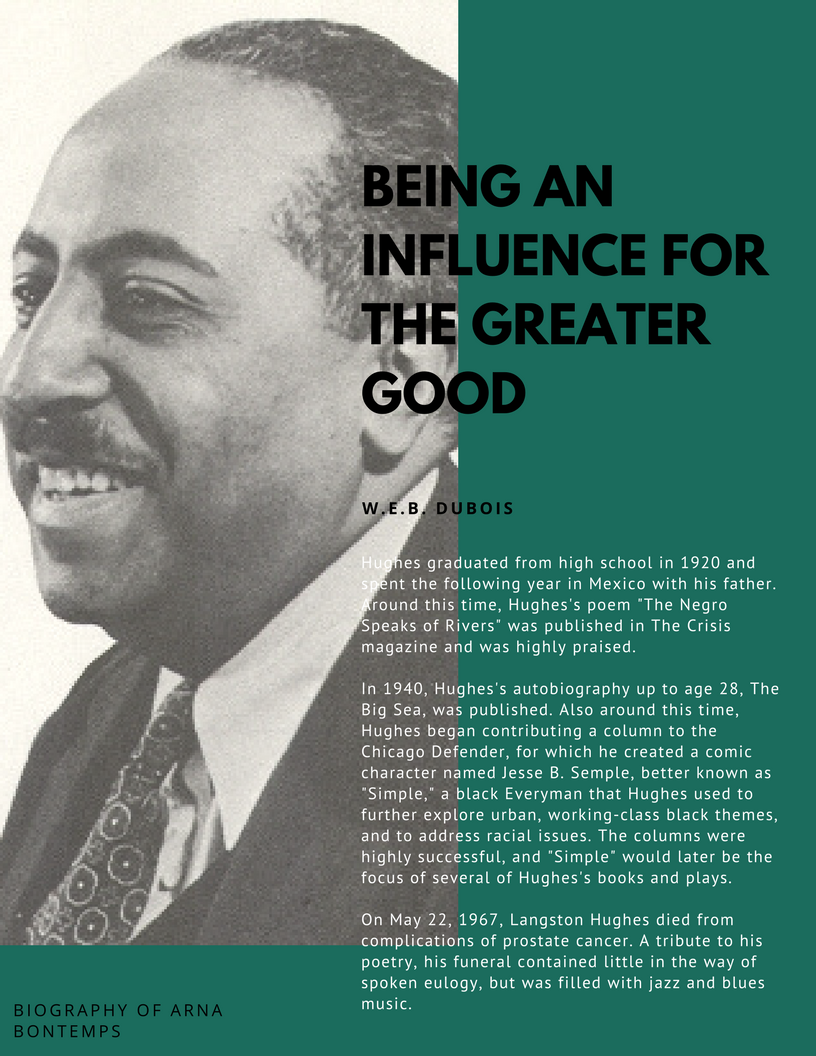 BEING AN
INFLUENCE FOR
THE GREATER
GOOD
W.E.B. DUBOIS
Hughes graduated from high school in 1920 and
spent the following year in Mexico with his father.
Around this time, Hughes's poem "The Negro
Speaks of Rivers" was published in The Crisis
magazine and was highly praised.
In 1940, Hughes's autobiography up to age 28, The
Big Sea, was published. Also around this time,
Hughes began contributing a column to the
Chicago Defender, for which he created a comic
character named Jesse B. Semple, better known as
"Simple," a black Everyman that Hughes used to
further explore urban, working-class black themes,
and to address racial issues. The columns were
highly successful, and "Simple" would later be the
focus of several of Hughes's books and plays.
On May 22, 1967, Langston Hughes died from
complications of prostate cancer. A tribute to his
poetry, his funeral contained little in the way of
spoken eulogy, but was filled with jazz and blues
music.
BIOGRAPHY OF ARNA
BONTEMPS